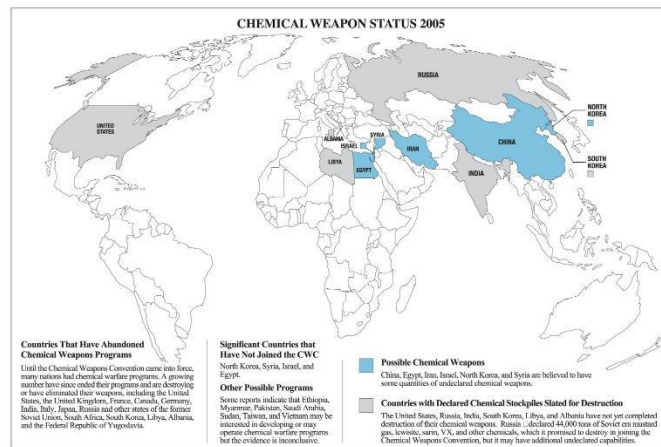 CHEMICAL WEAPON STATUS 2005
RUSSIA
UNITED
STATES
NORTH
KOREA
ALBANIA
SYRIA
ISRAEL
IRAN
CHINA
LIBYA
EGYPT
INDIA
SOUTH
KOREA
Countries That Have Abandoned
Chemical Weapons Programs
Until the Chemical Weapons Convention came into force,
many nations had chemical warfare programs. A growing
number have since ended their programs and are destroying
or have eliminated their weapons, including the United
States, the United Kingdom, France, Canada, Germany,
India, Italy, Japan, Russia and other states of the former
Soviet Union, South Africa, South Korea, Libya, Albania,
and the Federal Republic of Yugoslavia.
Significant Countries that
Have Not Joined the CWC
North Korea, Syria, Israel, and
Egypt.
Other Possible Programs
Some reports indicate that Ethiopia,
Myanmar, Pakistan, Saudi Arabia,
Sudan, Taiwan, and Vietnam may be
interested in developing or may
operate chemical warfare programs
but the evidence is inconclusive.
Possible Chemical Weapons
China, Egypt, Iran, Israel, North Korea, and Syria are believed to have
some quantities of undeclared chemical weapons.
Countries with Declared Chemical Stockpiles Slated for Destruction
The United States, Russia, India, South Korea, Libya, and Albania have not yet completed
destruction of their chemical weapons. Russia □declared 44,000 tons of Soviet era mustard
gas, lewisite, sarin, VX, and other chemicals, which it promised to destroy in joining the
Chemical Weapons Convention, but it may have additional undeclared capabilities.